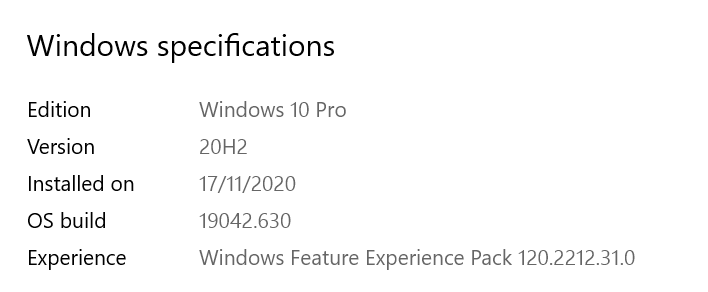 Windows specifications
Edition Windows 10 Pro
Version 20H2
Installed on 17/11/2020
OS build 19042.630
Experience Windows Feature Experience Pack 120.2212.31.0